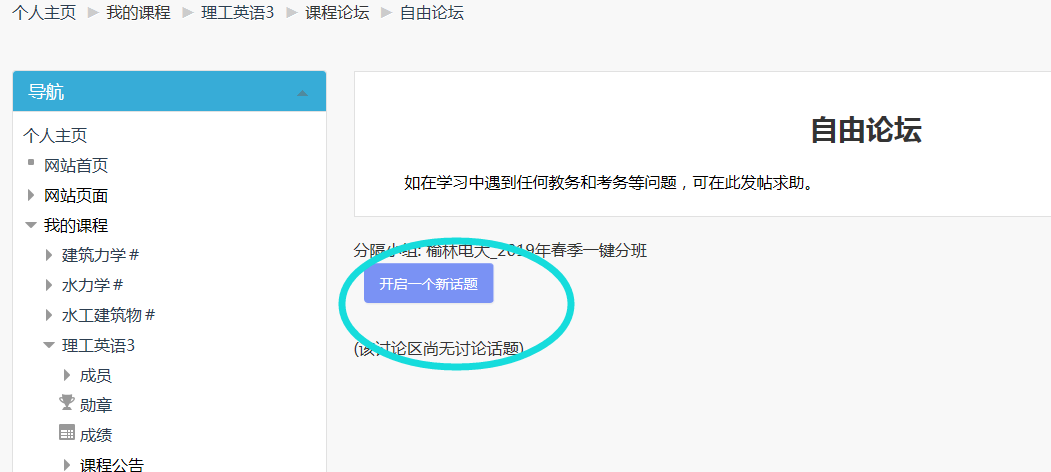 个人主页 ▶ 我的课程 ▶ 理工英语3 ▶ 课程论坛 ▶ 自由论坛
导航
个人主页
网站首页
网站页面
我的课程
建筑力学#
水力学#
水工建筑物#
理工英语3
成员
勋章
成绩
课程公告
自由论坛
如在学习中遇到任何教务和考务等问题，可在此发帖求助。
分隔小组: 榆林电大_2019年春季一键分班
开启一个新话题
(该讨论区尚无讨论话题)